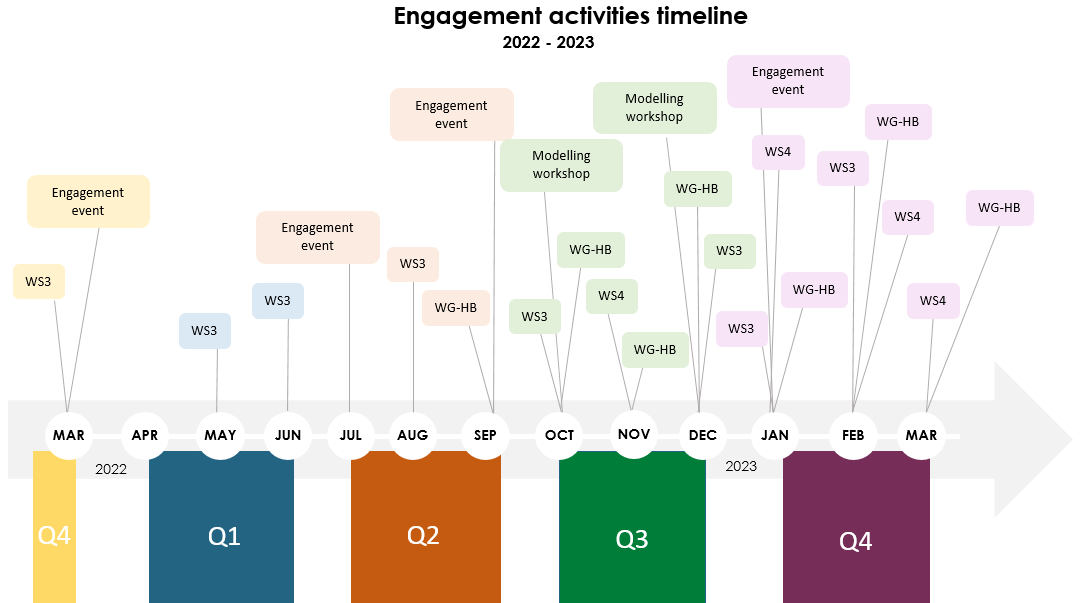 Engagement activities timeline
2022 - 2023
Engagement
event
WS3
WS3
WS3
Engagement
event
Engagement
event
WS3
WG-HB
Modelling
workshop
WG-HB
WS3
Modelling
workshop
WS4
WG-HB
WG-HB
WS3
Engagement
event
WS4
WG-HB
WS3
WG-HB
WS3
WS4
WG-HB
WS4
MAR
APR
MAY
JUN
JUL
AUG
SEP
OCT
NOV
DEC
JAN
FEB
MAR
2022
2023
Q4
Q1
Q2
Q3
Q4